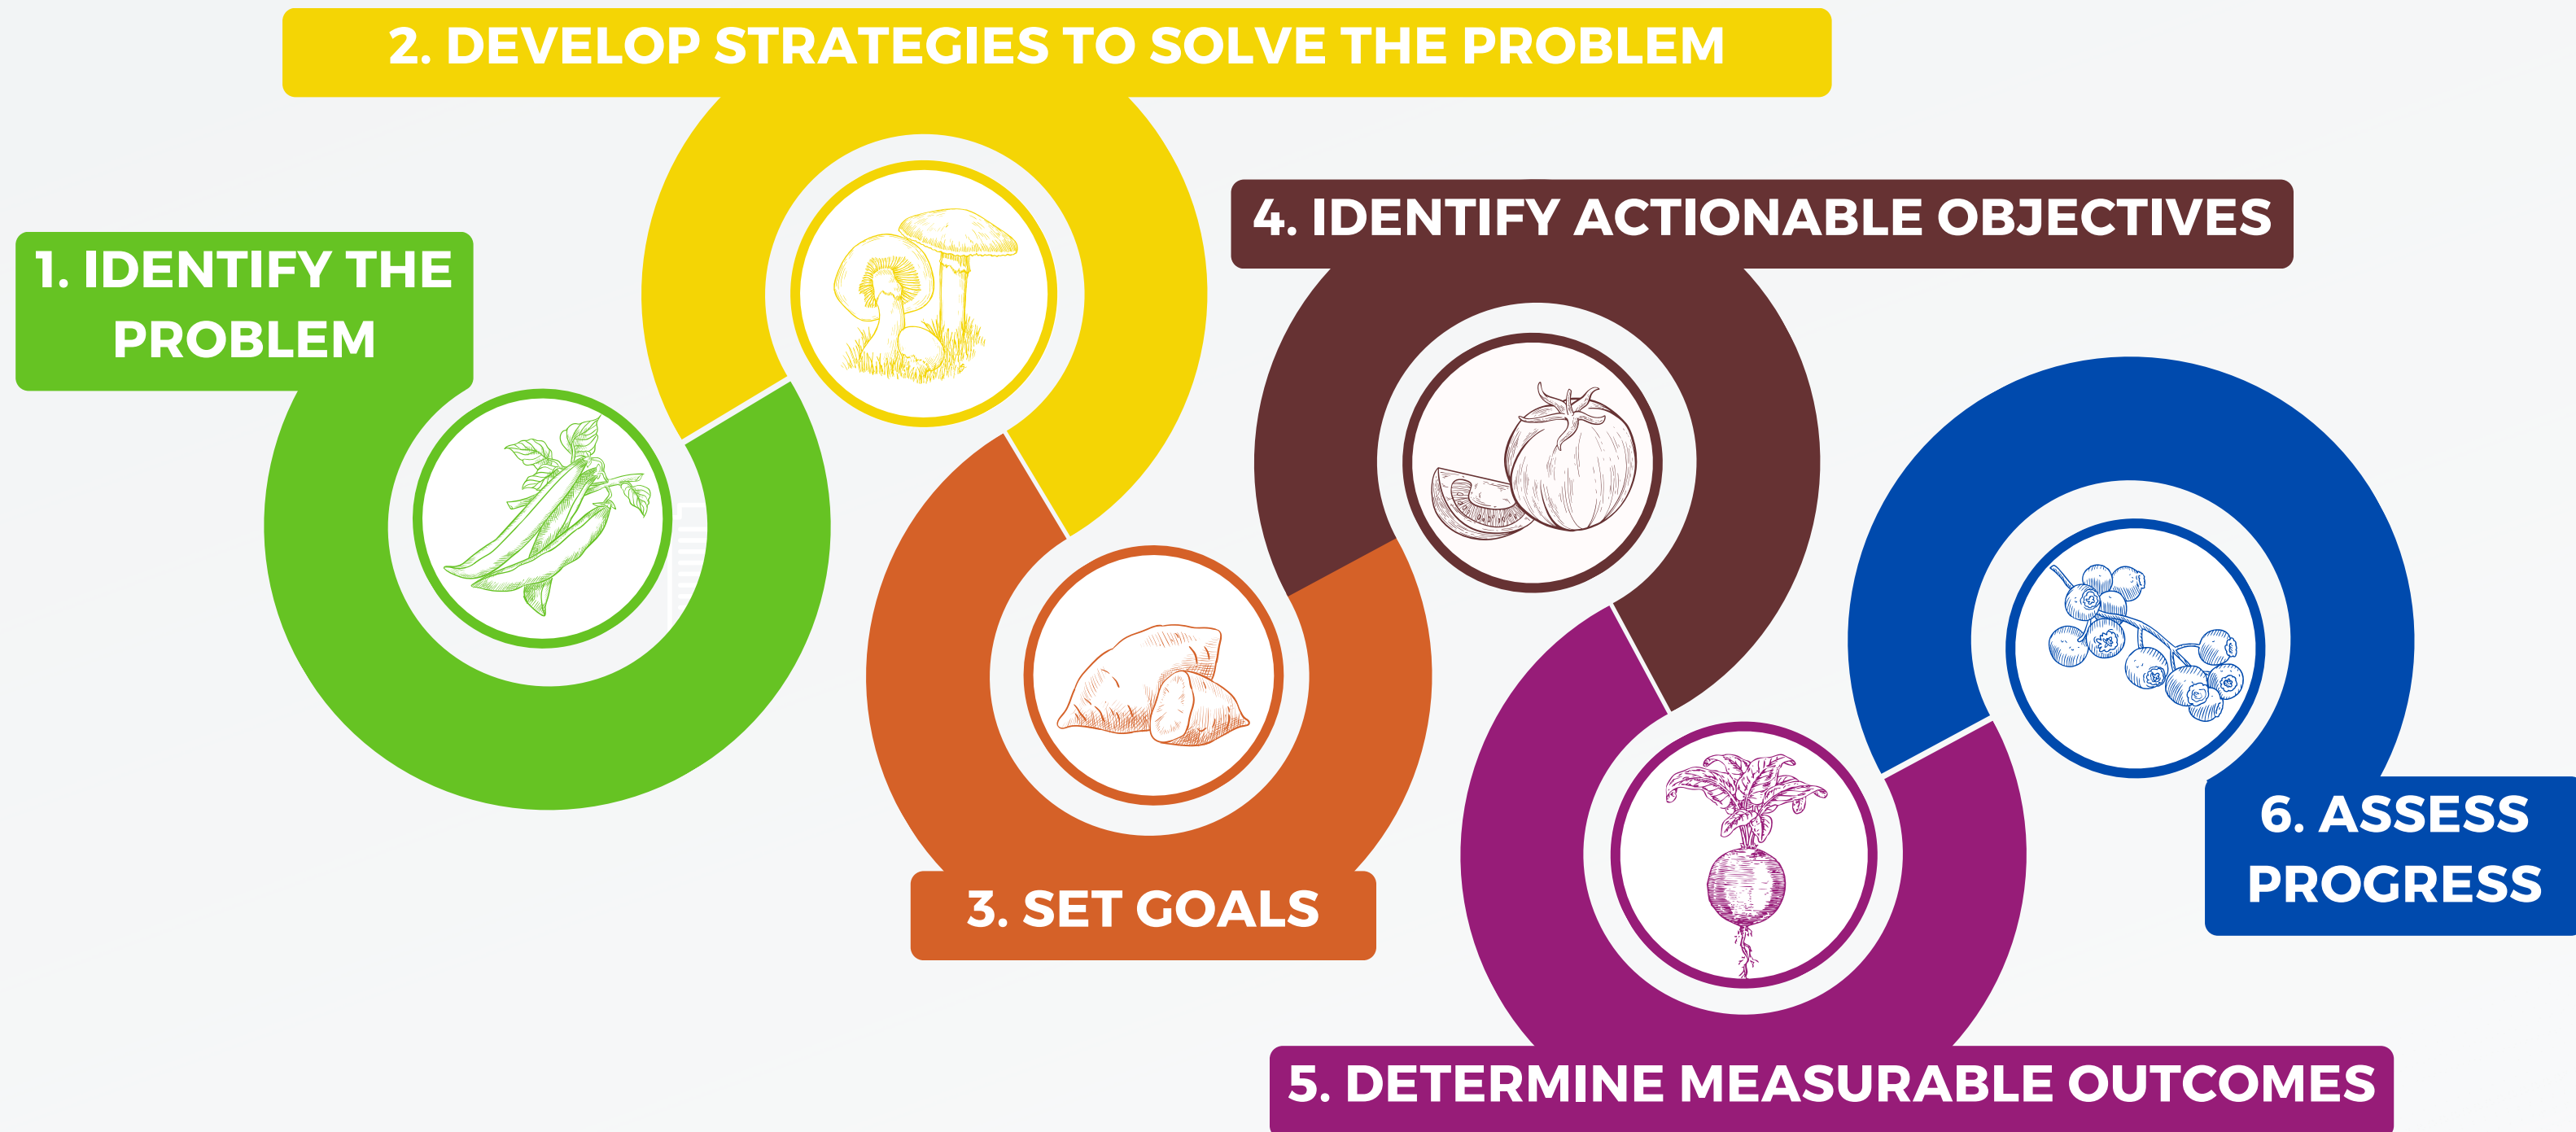 1. IDENTIFY THE
PROBLEM
2. DEVELOP STRATEGIES TO SOLVE THE PROBLEM
3. SET GOALS
4. IDENTIFY ACTIONABLE OBJECTIVES
5. DETERMINE MEASURABLE OUTCOMES
6. ASSESS
PROGRESS